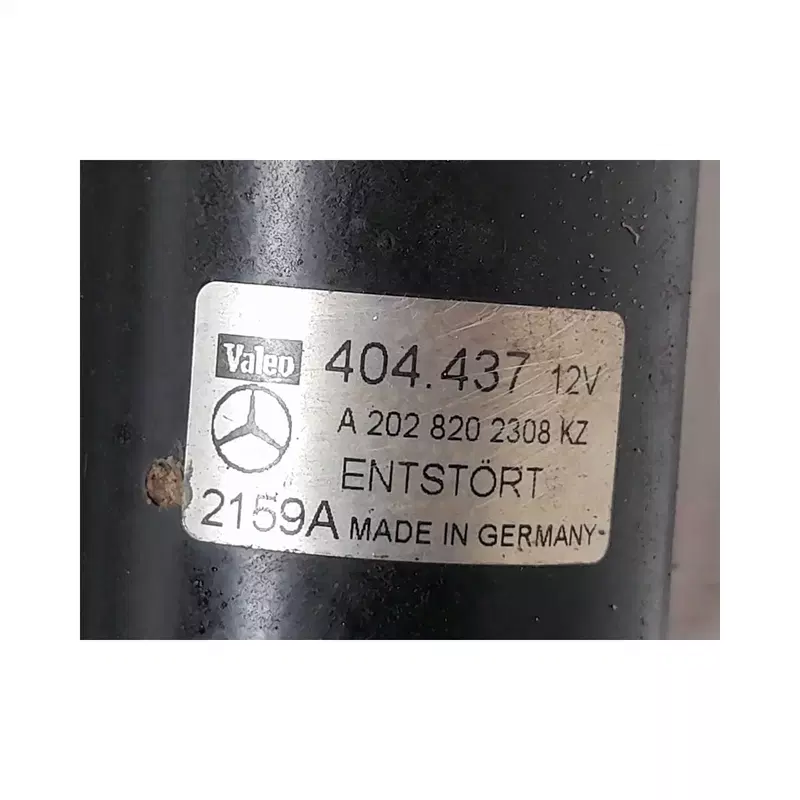 Valeo 404.437 12V
A 202 820 2308 KZ
ENTSTÖRT
2159A MADE IN GERMANY